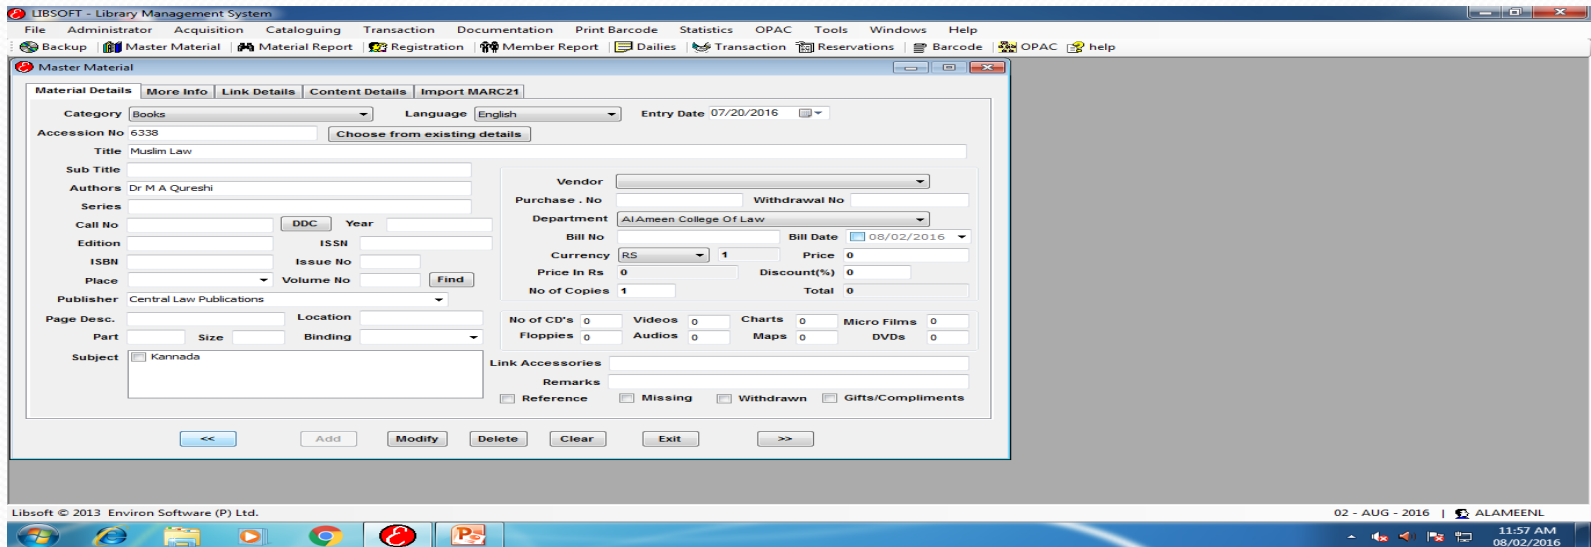 LIBSOFT - Library Management System
File Administrator Acquisition Cataloguing Transaction Documentation Print Barcode Statistics OPAC Tools Windows Help
Backup Master Material Material Report Registration Member Report Dailies Transaction Reservations Barcode OPAC help
Master Material
Material Details More Info Link Details Content Details Import MARC21
Category Books Language English Entry Date 07/20/2016
Accession No 6338 Choose from existing details
Title Muslim Law
Sub Title
Vendor
Authors Dr M A Qureshi
Purchase . No Withdrawal No
Series
Department AlAmeen College Of Law
Call No DDC Year
Bill No Bill Date 08/02/2016
Edition ISSN
Currency RS 1 Price 0
ISBN Issue No
Price In Rs 0 Discount(%) 0
Place Volume No Find
No of Copies 1 Total 0
Publisher Central Law Publications
Page Desc. Location
No of CD's 0 Videos 0 Charts 0 Micro Films 0
Part Size Binding
Floppies 0 Audios 0 Maps 0 DVDs 0
Subject Kannada
Link Accessories
Remarks
Reference Missing Withdrawn Gifts/Compliments
<< Add Modify Delete Clear Exit >>
Libsoft © 2013 Environ Software (P) Ltd. 02 - AUG - 2016 | ALAMEENL
11:57 AM
08/02/2016